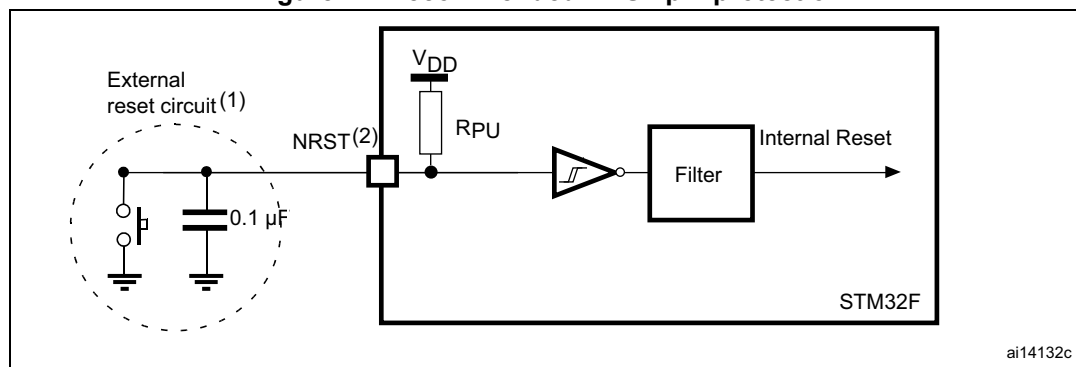 External
reset circuit(1)
NRST(2)
VDD
RPU
0.1 µF
Filter
Internal Reset
STM32F
ai14132c